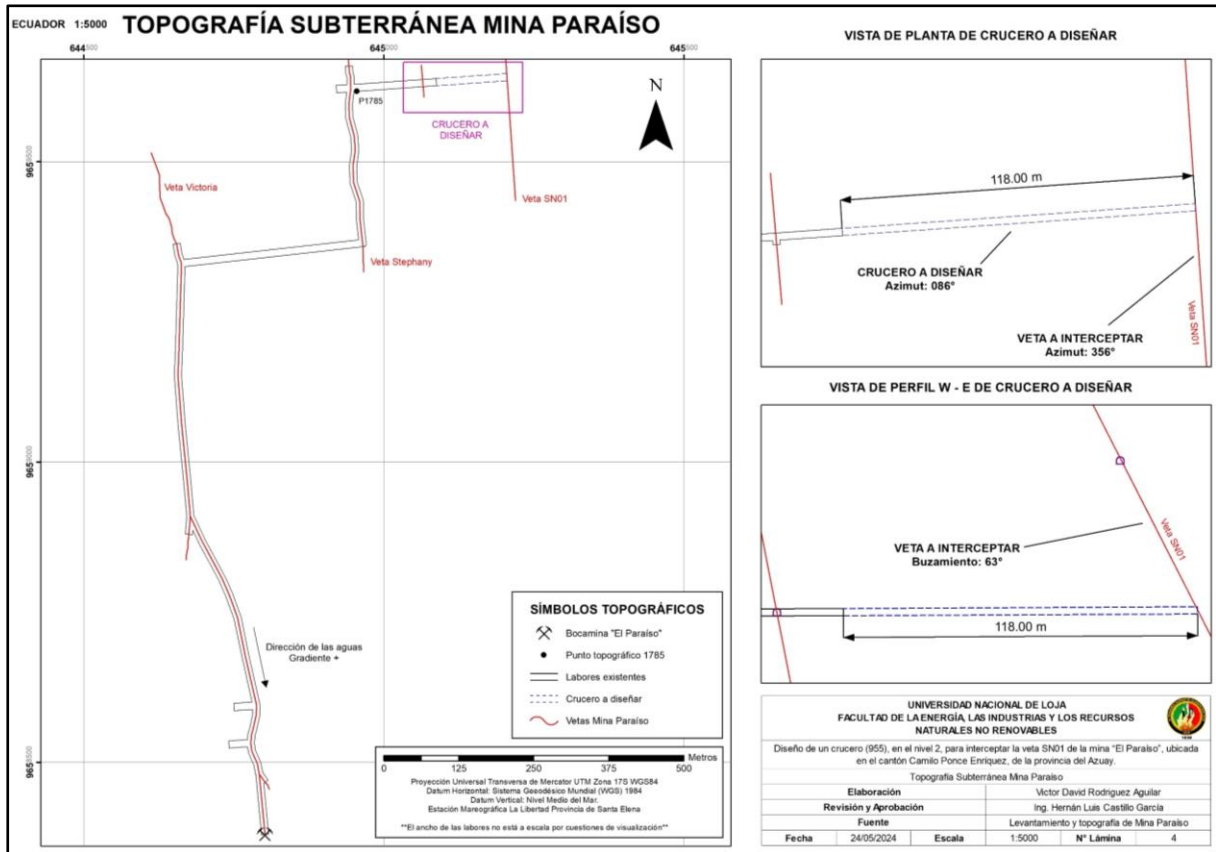 ECUADOR 1:5000 TOPOGRAFÍA SUBTERRÁNEA MINA PARAÍSO
644500
645000
645500
P1785
CRUCERO A
DISEÑAR
N
Veta Victoria
Veta SN01
Veta Stephany
Dirección de las aguas
Gradiente +
SÍMBOLOS TOPOGRÁFICOS
Bocamina "El Paraíso"
Punto topográfico 1785
Labores existentes
Crucero a diseñar
Vetas Mina Paraíso
Metros
0 125 250 375 500
Proyección Universal Transversa de Mercator UTM Zona 17S WGS84
Datum Horizontal: Sistema Geodésico Mundial (WGS) 1984
Datum Vertical: Nivel Medio del Mar.
Estación Mareográfica La Libertad Provincia de Santa Elena
**El ancho de las labores no está a escala por cuestiones de visualización**
VISTA DE PLANTA DE CRUCERO A DISEÑAR
118.00 m
CRUCERO A DISEÑAR
Azimut: 086°
VETA A INTERCEPTAR
Azimut: 356°
Veta SN01
VISTA DE PERFIL W - E DE CRUCERO A DISEÑAR
VETA A INTERCEPTAR
Buzamiento: 63°
Veta SN01
118.00 m
UNIVERSIDAD NACIONAL DE LOJA
FACULTAD DE LA ENERGÍA, LAS INDUSTRIAS Y LOS RECURSOS
NATURALES NO RENOVABLES
Diseño de un crucero (955), en el nivel 2, para interceptar la veta SN01 de la mina "El Paraíso", ubicada
en el cantón Camilo Ponce Enríquez, de la provincia del Azuay.
Topografía Subterránea Mina Paraíso
Elaboración Victor David Rodriguez Aguilar
Revisión y Aprobación Ing. Hernán Luis Castillo García
Fuente Levantamiento y topografía de Mina Paraíso
Fecha 24/05/2024 Escala 1:5000 N° Lámina 4